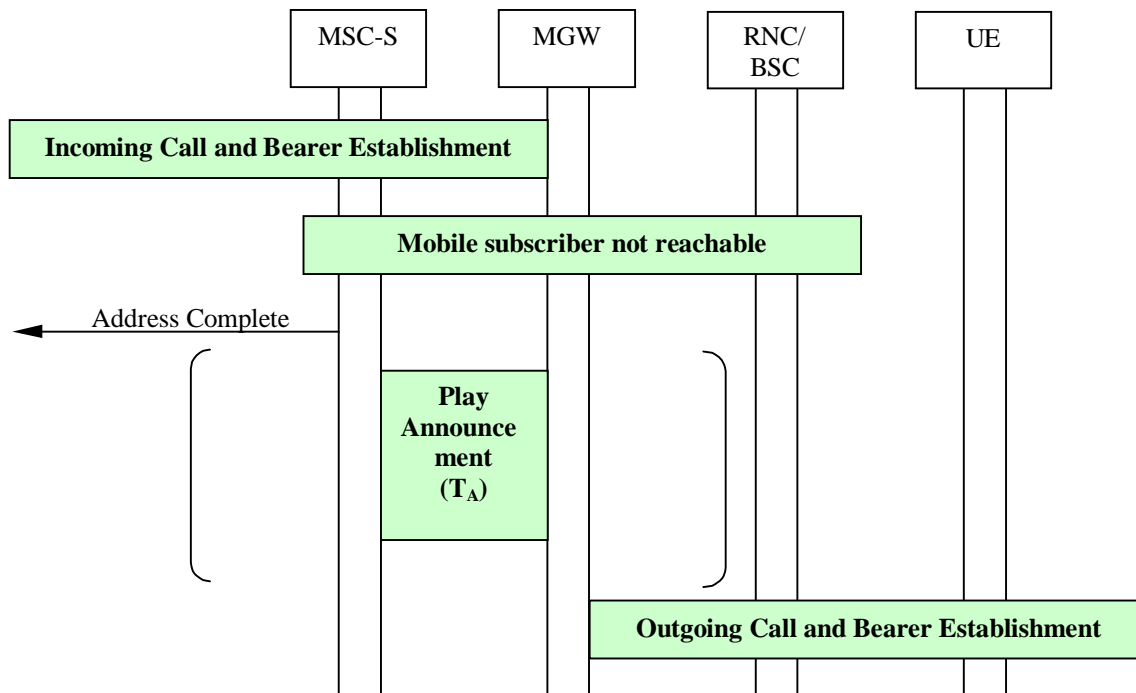 MSC-S
MGW
RNC/
BSC
UE
Incoming Call and Bearer Establishment
Mobile subscriber not reachable
Address Complete
Play
Announce
ment
(TA)
Outgoing Call and Bearer Establishment